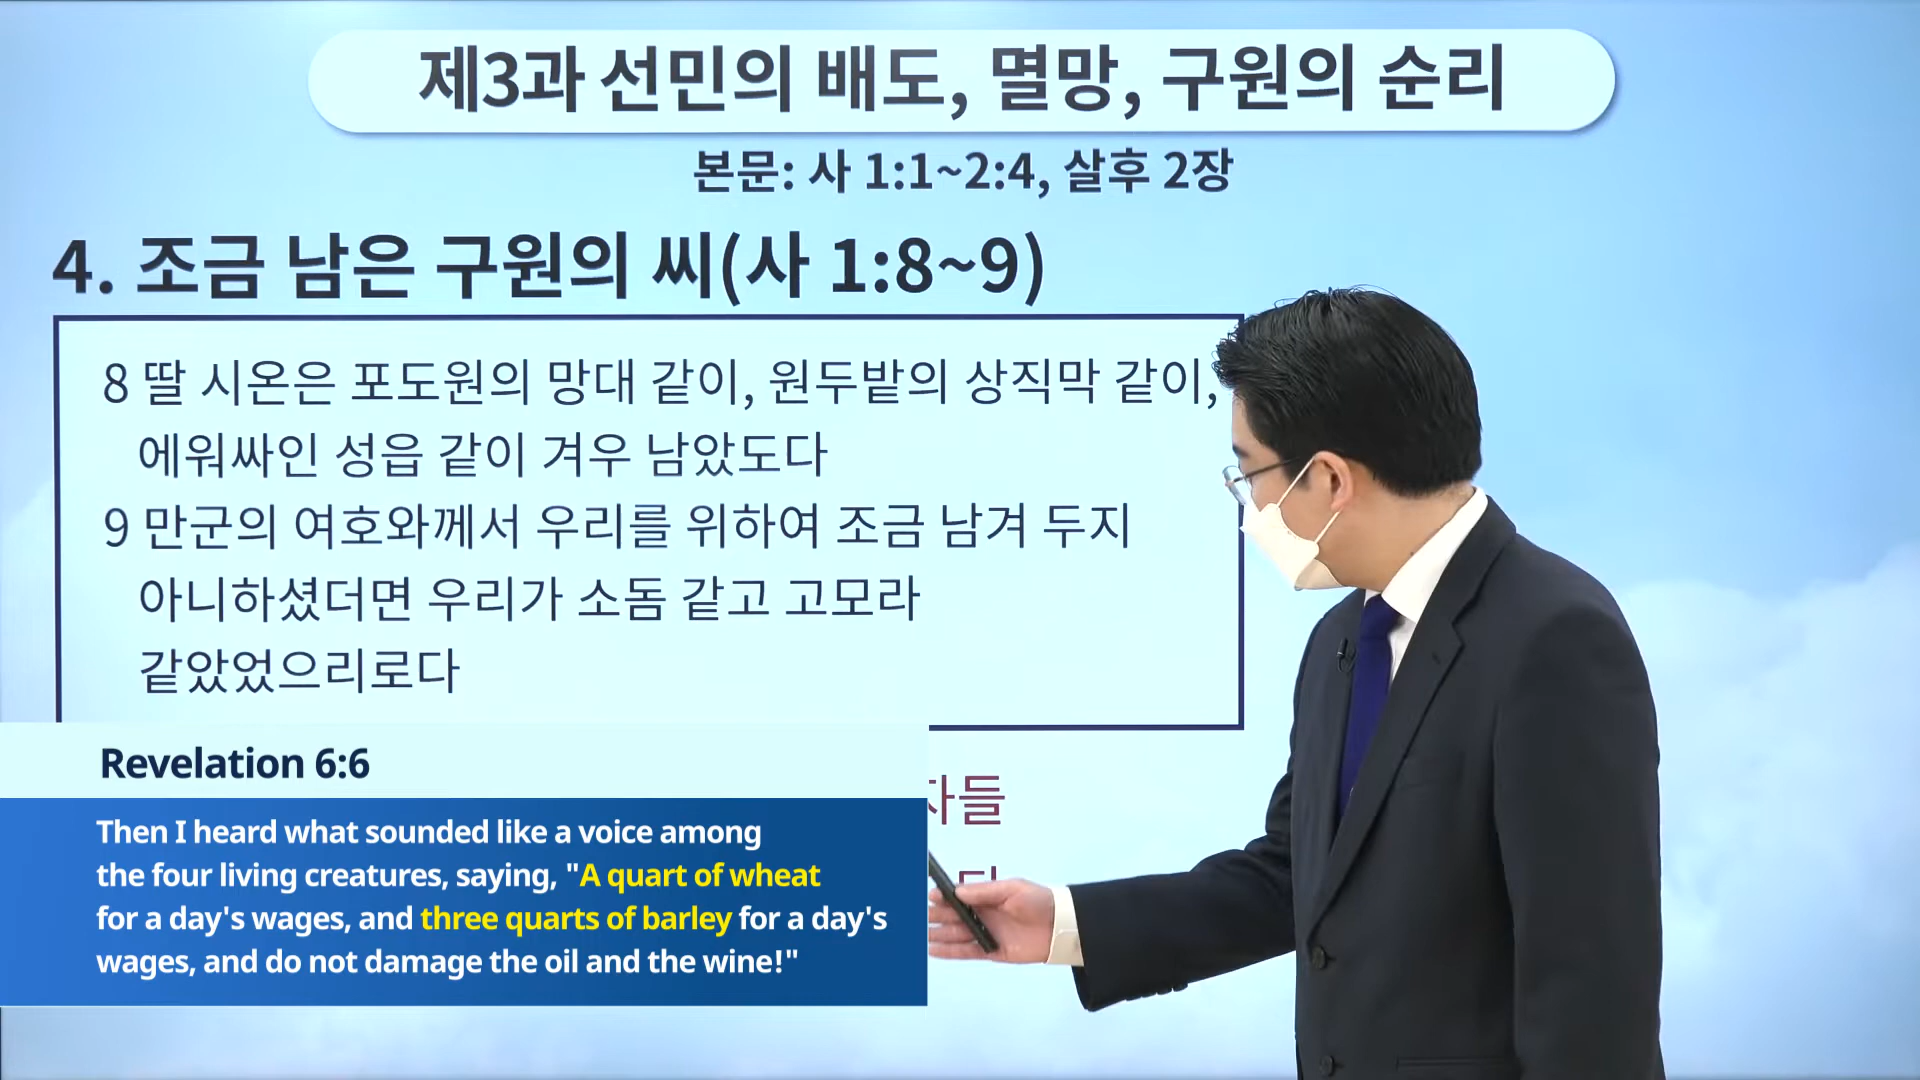 제3과 선민의 배도, 멸망, 구원의 순리
본문: 사 1:1~2:4, 살후 2장
4. 조금 남은 구원의 씨(사 1:8~9)
8 딸 시온은 포도원의 망대 같이, 원두밭의 상직막 같이,
에워싸인 성읍 같이 겨우 남았도다
9 만군의 여호와께서 우리를 위하여 조금 남겨 두지
아니하셨더면 우리가 소돔 같고 고모라
같았었으리로다
Revelation 6:6
Then I heard what sounded like a voice among
the four living creatures, saying, "A quart of wheat
for a day's wages, and three quarts of barley for a day's
wages, and do not damage the oil and the wine!"